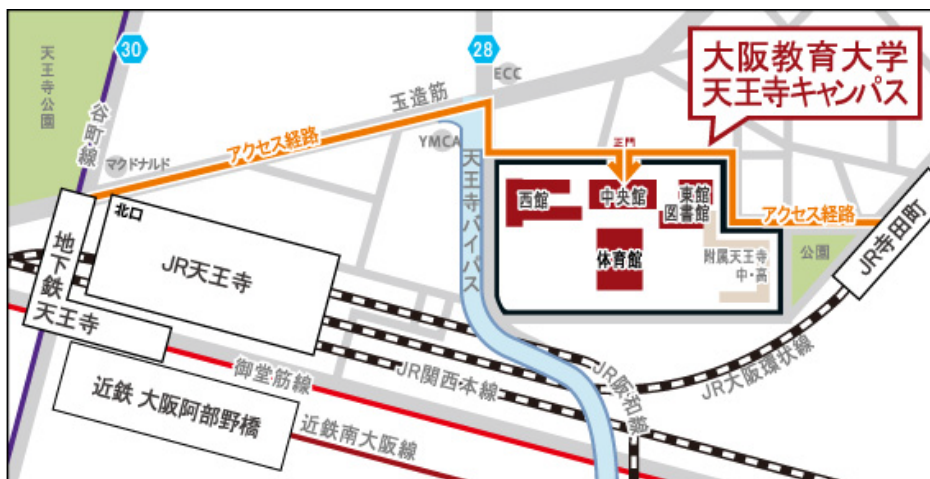 30
28
ECC
大阪教育大学
天王寺キャンパス
天王寺公園
谷町線
玉造筋
アクセス経路
マクドナルド
YMCA
正門
天王寺バイパス
西館
中央館
東館
図書館
アクセス経路
北口
地下鉄
天王寺
JR天王寺
体育館
附属天王寺
中・高
公園
JR寺田町
近鉄 大阪阿部野橋
御堂筋線
JR関西本線
JR阪和線
JR大阪環状線
近鉄南大阪線